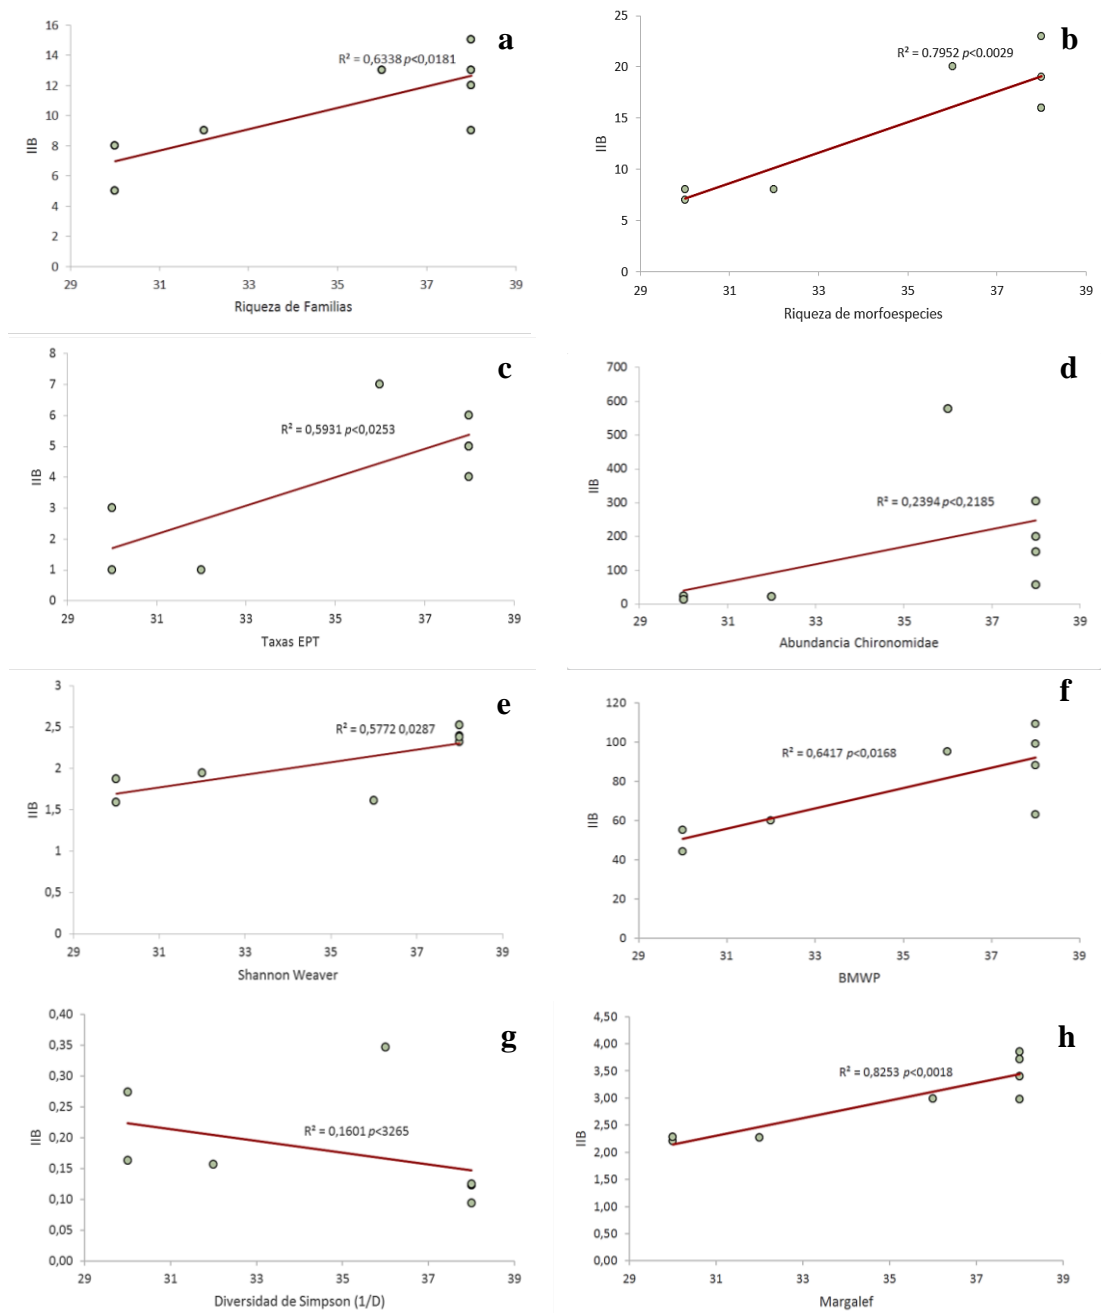 a
R² = 0,6338 p<0,0181
IIB
16
14
12
10
8
6
4
2
0
29 31 33 35 37 39
Riqueza de Familias
b
R² = 0.7952 p<0.0029
IIB
25
20
15
10
5
0
29 31 33 35 37 39
Riqueza de morfoespecies
c
R² = 0,5931 p<0,0253
IIB
8
7
6
5
4
3
2
1
0
29 31 33 35 37 39
Taxas EPT
d
R² = 0,2394 p<0,2185
IIB
700
600
500
400
300
200
100
0
29 31 33 35 37 39
Abundancia Chironomidae
e
R² = 0,5772 0,0287
IIB
3
2,5
2
1,5
1
0,5
0
29 31 33 35 37 39
Shannon Weaver
f
R² = 0,6417 p<0,0168
IIB
120
100
80
60
40
20
0
29 31 33 35 37 39
BMWP
g
R² = 0,1601 p<3265
IIB
0,40
0,35
0,30
0,25
0,20
0,15
0,10
0,05
0,00
29 31 33 35 37 39
Diversidad de Simpson (1/D)
h
R² = 0,8253 p<0,0018
IIB
4,50
4,00
3,50
3,00
2,50
2,00
1,50
1,00
0,50
0,00
29 31 33 35 37 39
Margalef